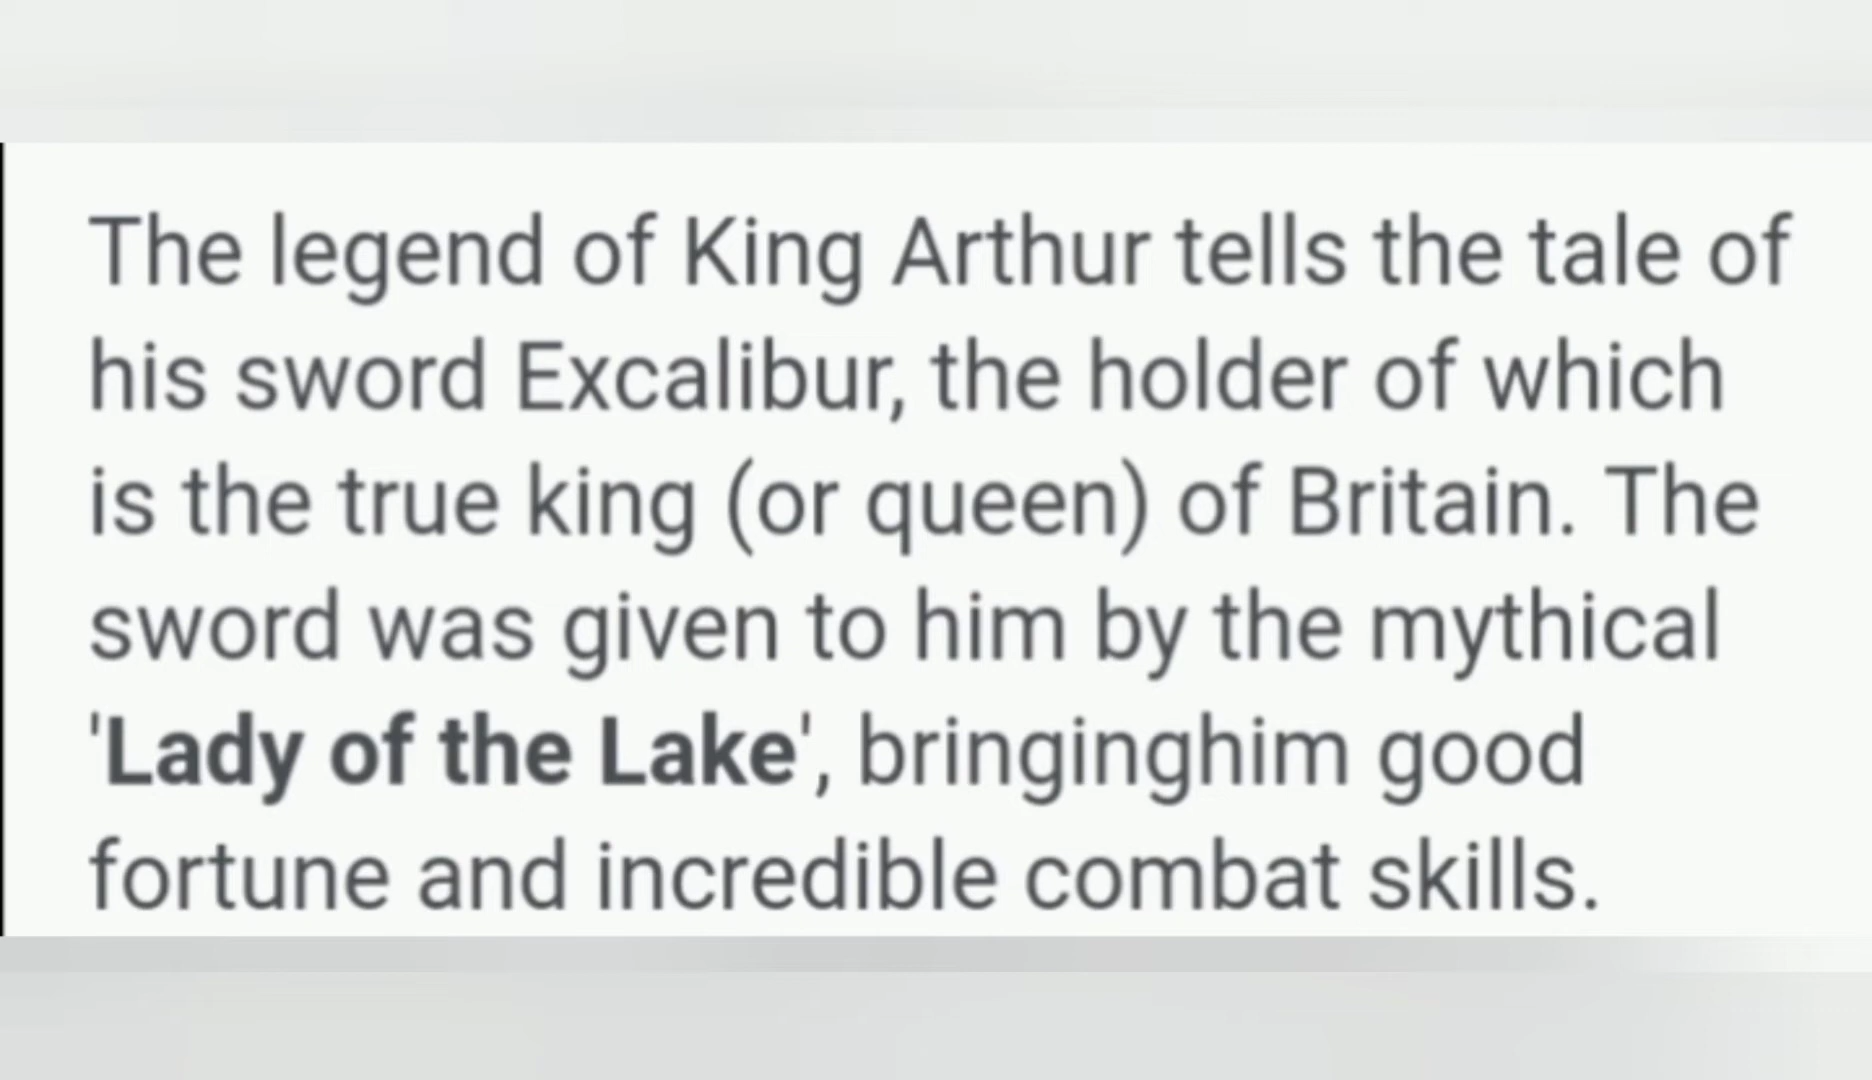 The legend of King Arthur tells the tale of
his sword Excalibur, the holder of which
is the true king (or queen) of Britain. The
sword was given to him by the mythical
'Lady of the Lake', bringinghim good
fortune and incredible combat skills.